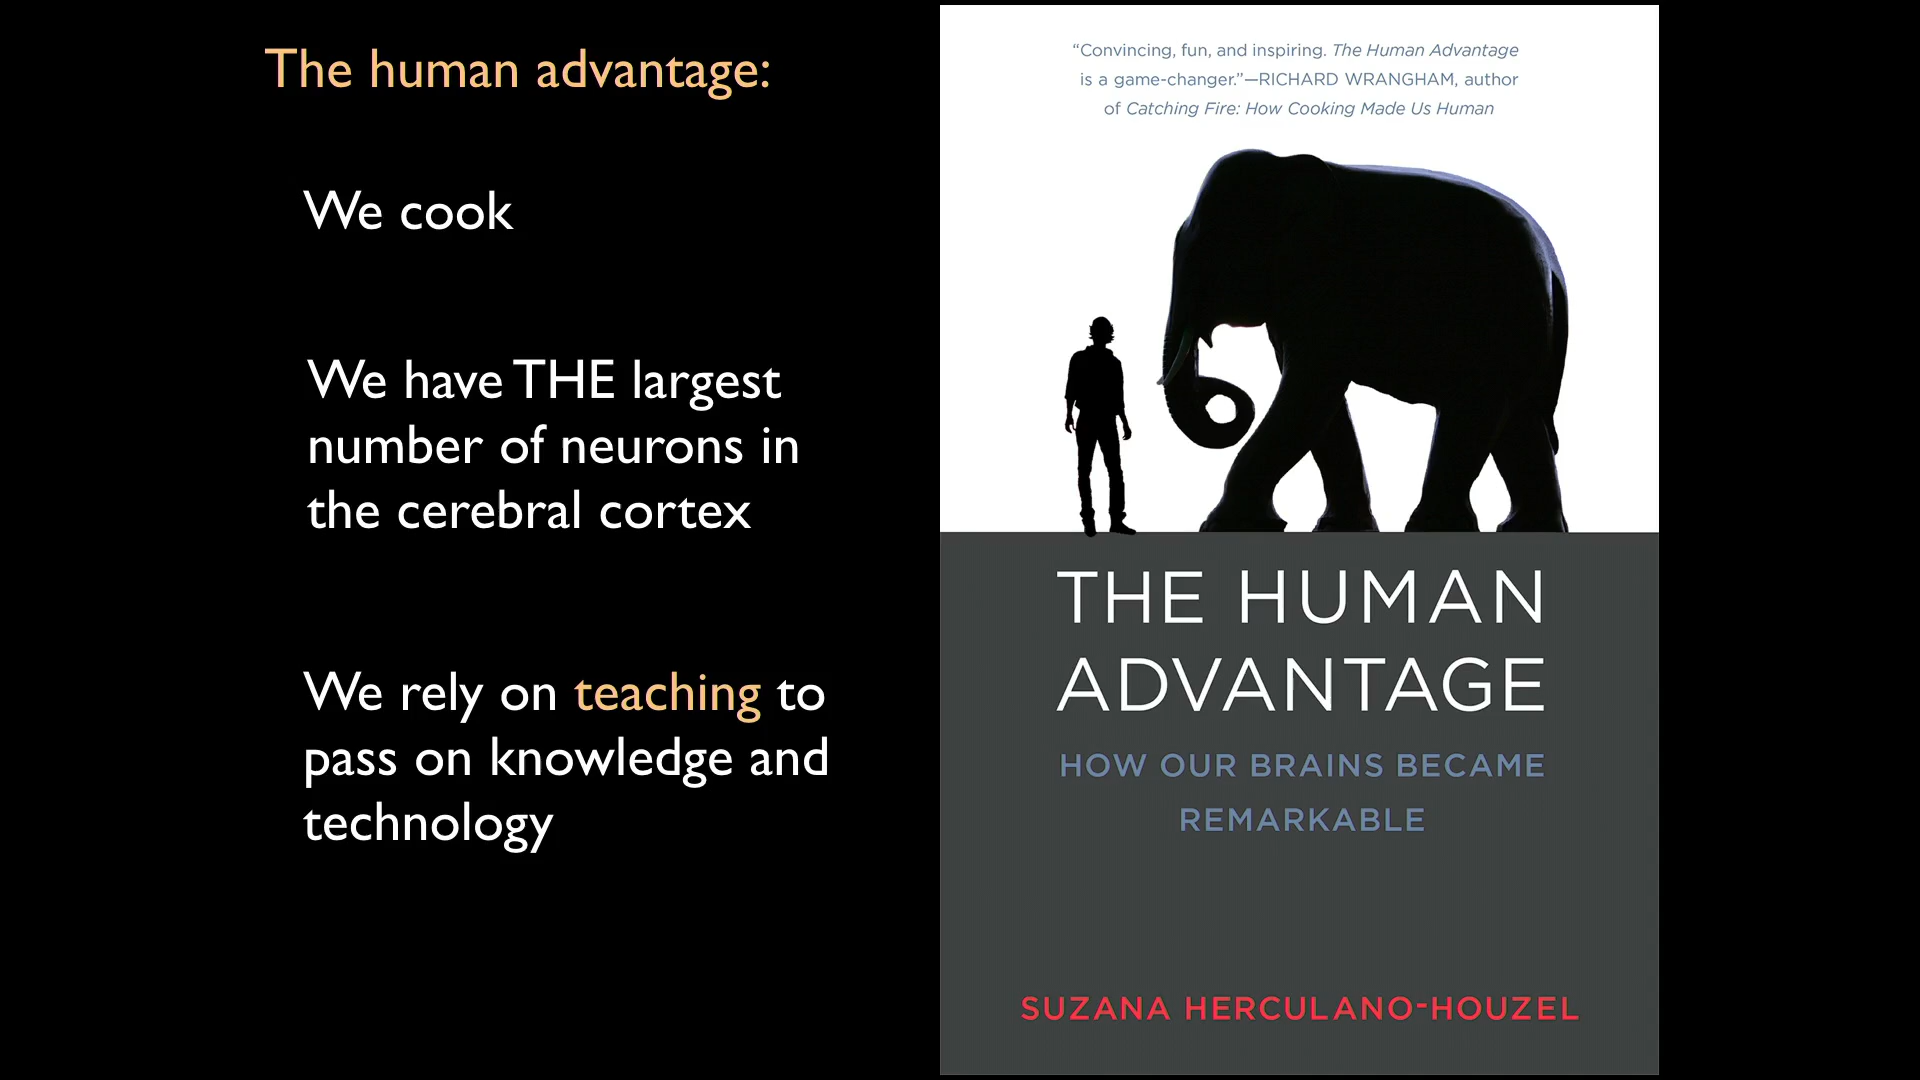 The human advantage:
We cook
We have THE largest
number of neurons in
the cerebral cortex
We rely on teaching to
pass on knowledge and
technology
“Convincing, fun, and inspiring. The Human Advantage
is a game-changer.”—RICHARD WRANGHAM, author
of Catching Fire: How Cooking Made Us Human
THE HUMAN
ADVANTAGE
HOW OUR BRAINS BECAME
REMARKABLE
SUZANA HERCULANO-HOUZEL